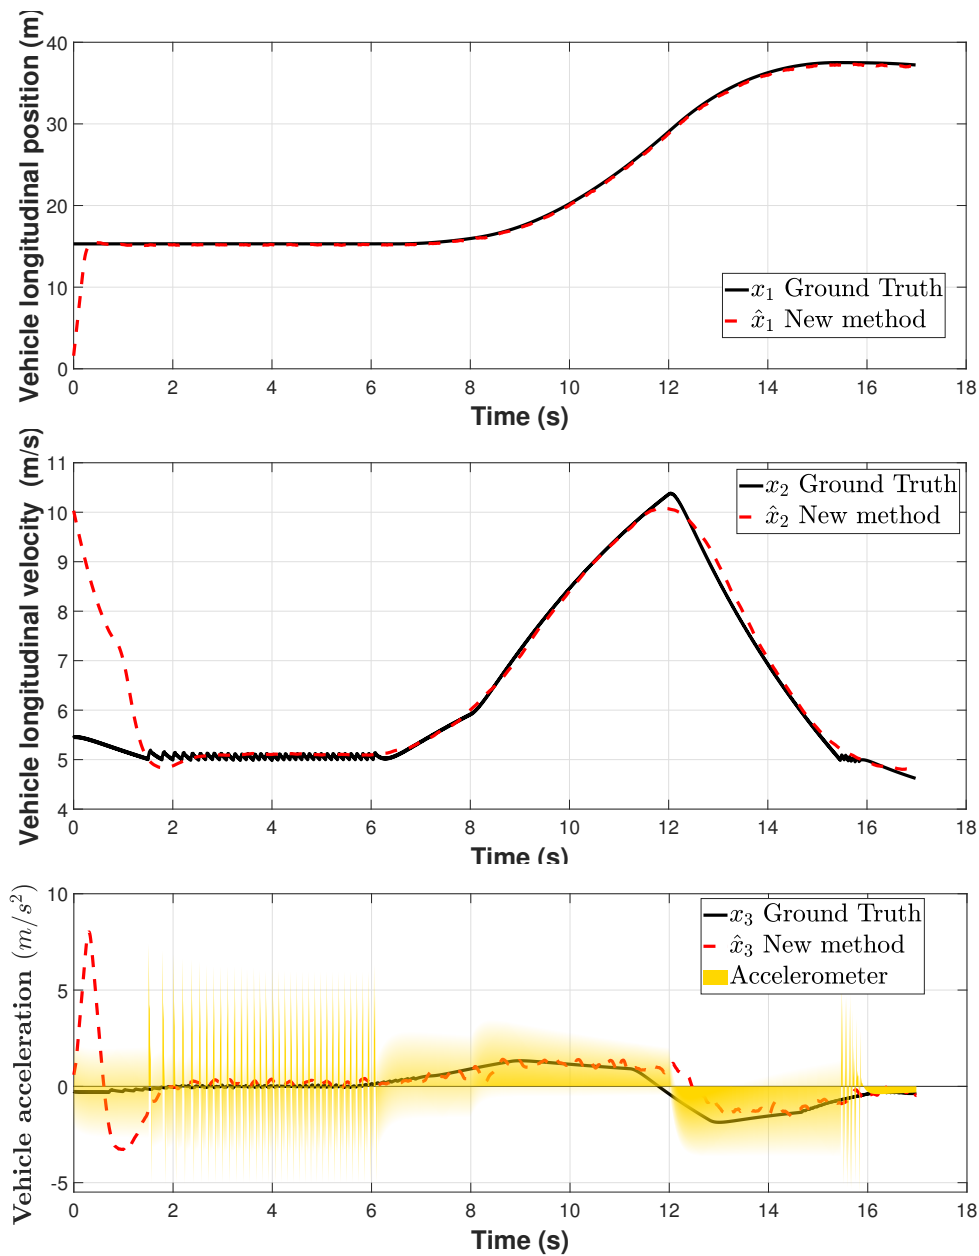 Vehicle longitudinal position (m)
40
30
20
10
0
0 2 4 6 8 10 12 14 16 18
Time (s)
x₁ Ground Truth
x̂₁ New method
Vehicle longitudinal velocity (m/s)
11
10
9
8
7
6
5
4
0 2 4 6 8 10 12 14 16 18
Time (s)
x₂ Ground Truth
x̂₂ New method
Vehicle acceleration (m/s²)
10
5
0
-5
0 2 4 6 8 10 12 14 16 18
Time (s)
x₃ Ground Truth
x̂₃ New method
Accelerometer